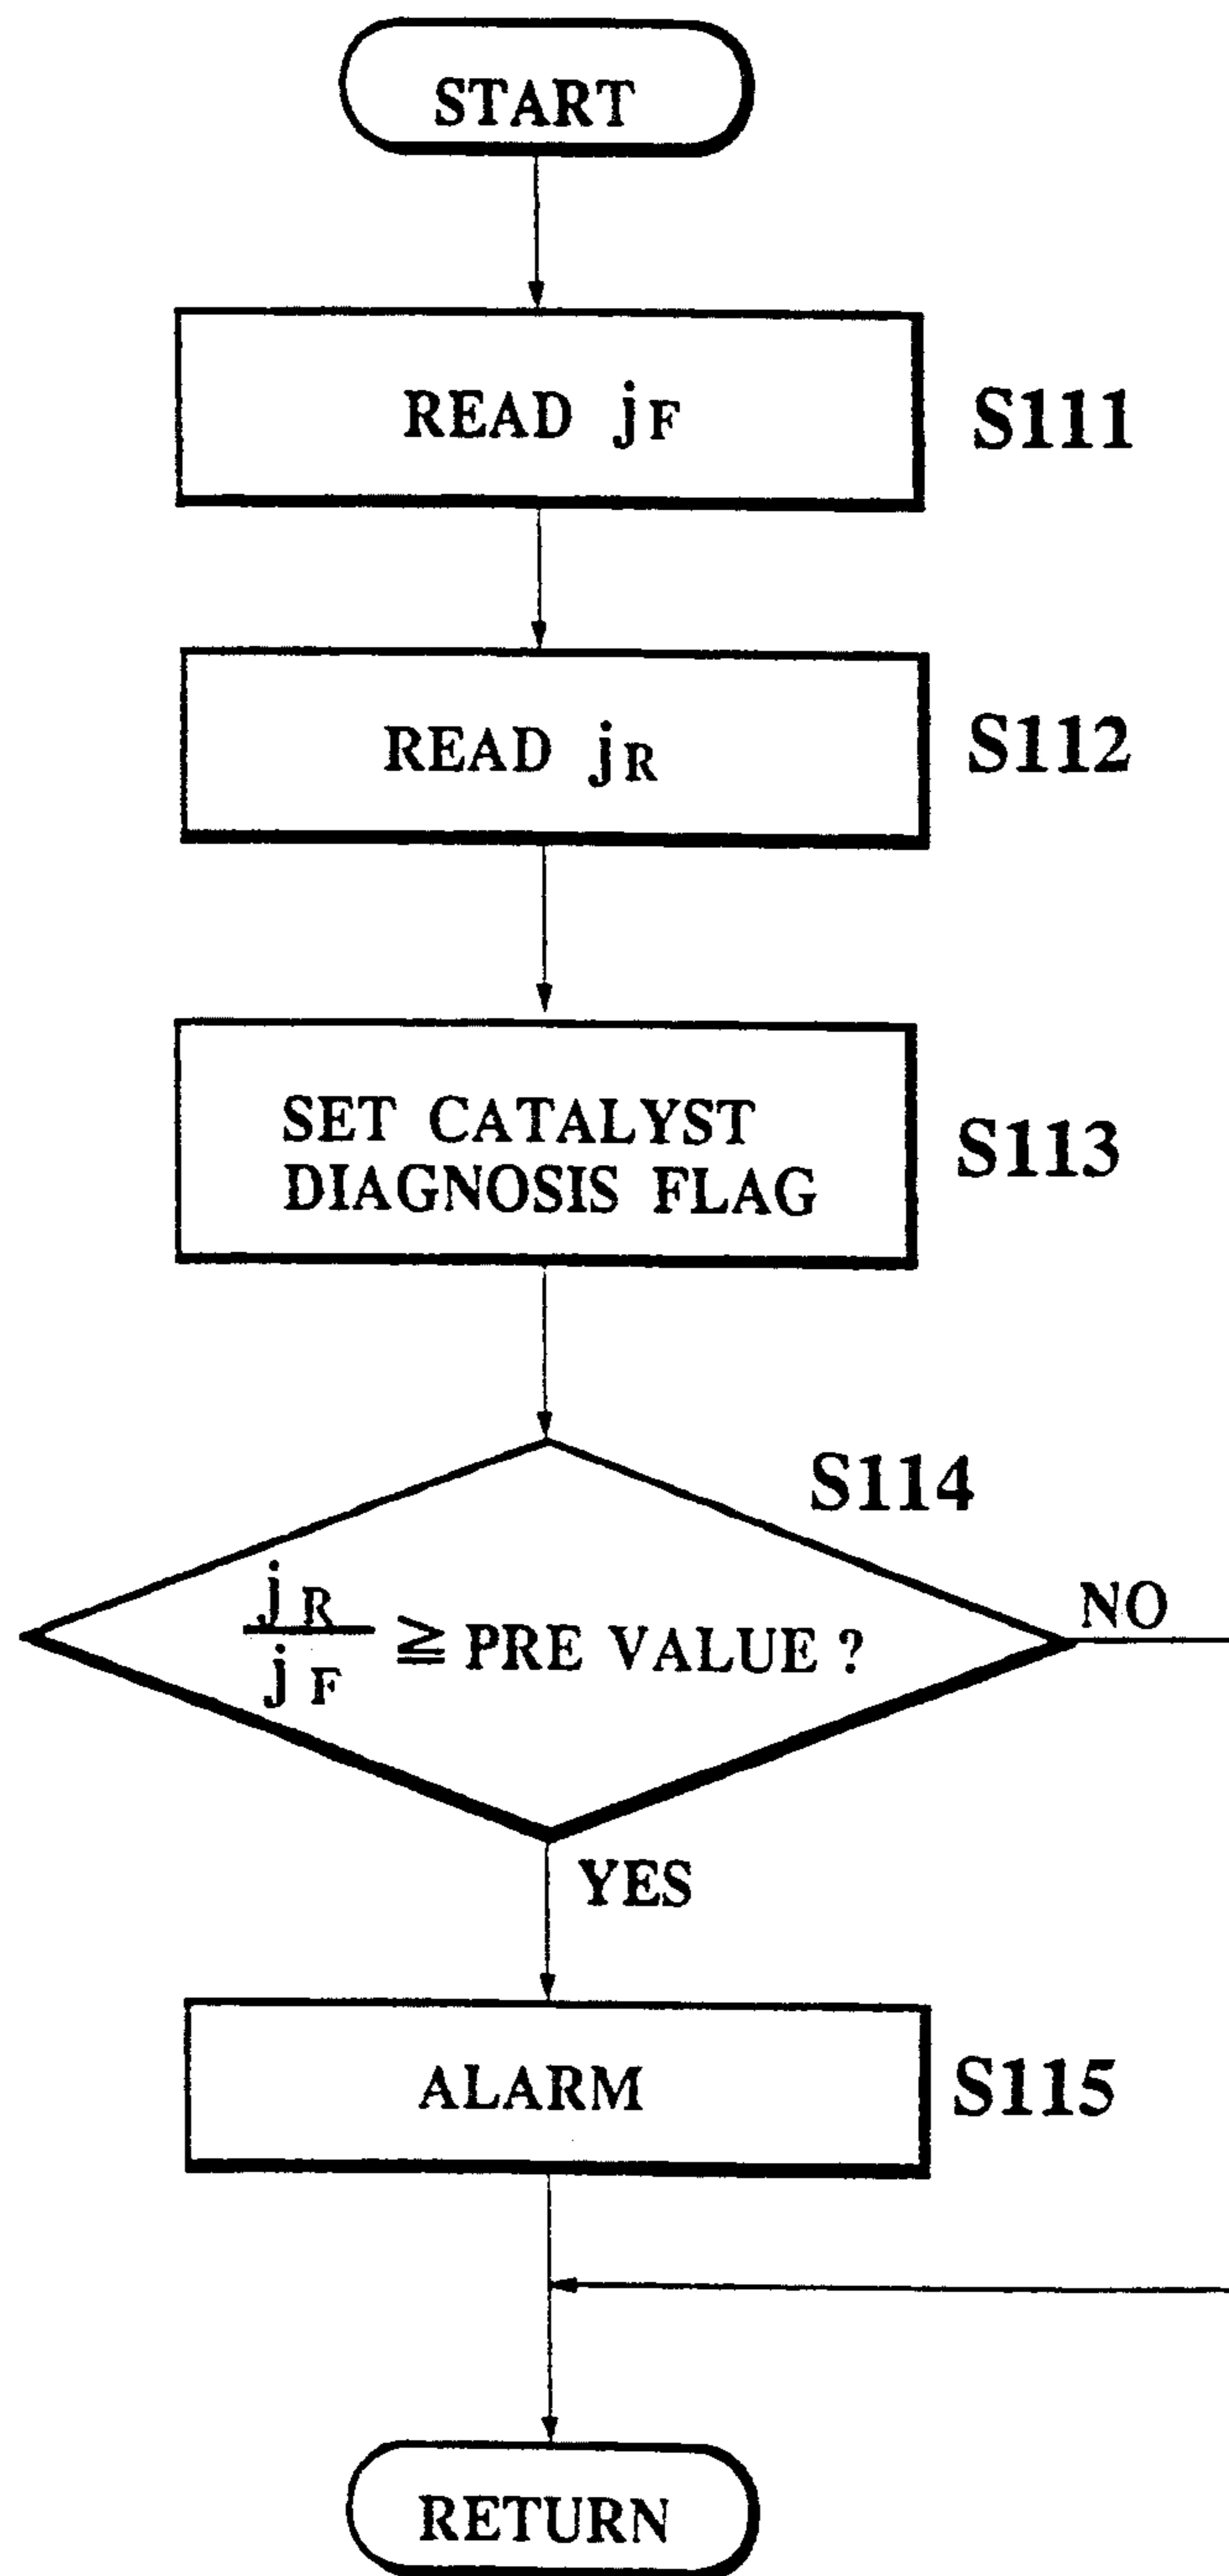 START
READ jF
S111
READ jR
S112
SET CATALYST
DIAGNOSIS FLAG
S113
S114
jR
jF
≧ PRE VALUE ?
NO
YES
ALARM
S115
RETURN